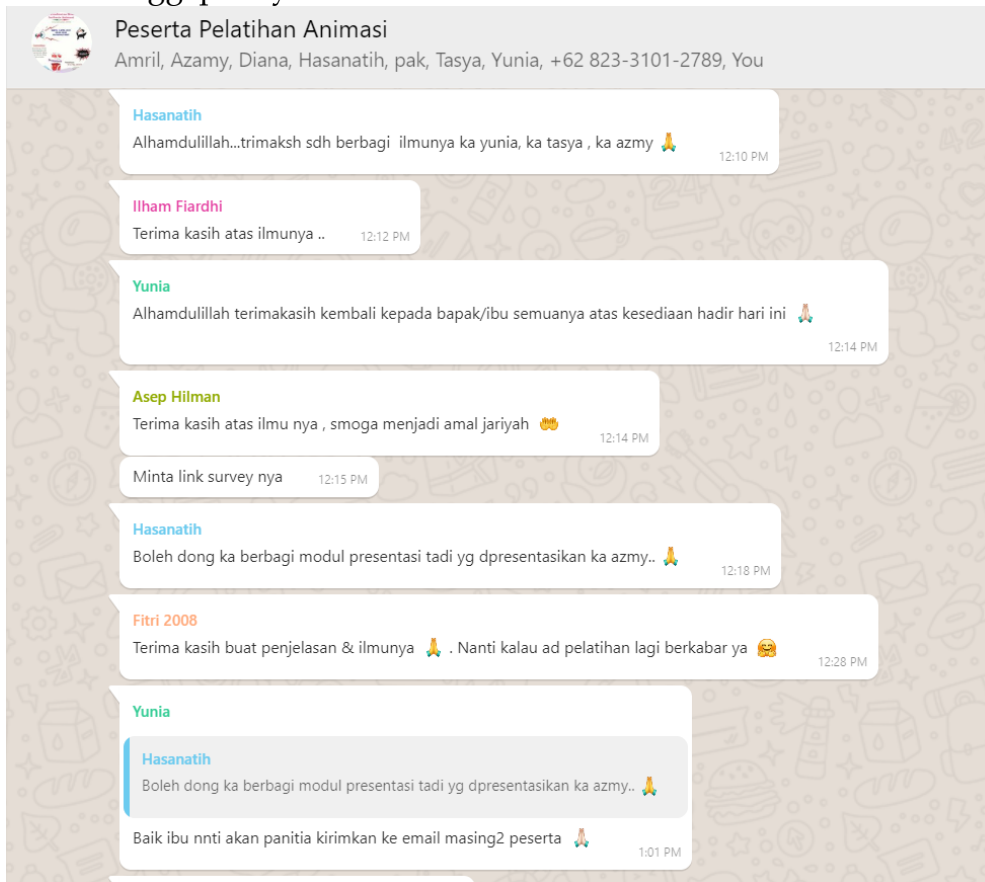 Peserta Pelatihan Animasi
Amril, Azamy, Diana, Hasanatih, pak, Tasya, Yunia, +62 823-3101-2789, You
Hasanatih
Alhamdulillah...trimaksh sdh berbagi ilmunya ka yunia, ka tasya , ka azmy 🙏
12:10 PM
Ilham Fiardhi
Terima kasih atas ilmunya .. 12:12 PM
Yunia
Alhamdulillah terimakasih kembali kepada bapak/ibu semuanya atas kesediaan hadir hari ini 🙏🏻
12:14 PM
Asep Hilman
Terima kasih atas ilmu nya , smoga menjadi amal jariyah 🤲
12:14 PM
Minta link survey nya 12:15 PM
Hasanatih
Boleh dong ka berbagi modul presentasi tadi yg dpresentasikan ka azmy.. 🙏
12:18 PM
Fitri 2008
Terima kasih buat penjelasan & ilmunya 🙏 . Nanti kalau ad pelatihan lagi berkabar ya 🤗
12:28 PM
Yunia
Hasanatih
Boleh dong ka berbagi modul presentasi tadi yg dpresentasikan ka azmy.. 🙏
Baik ibu nnti akan panitia kirimkan ke email masing2 peserta 🙏🏻
1:01 PM